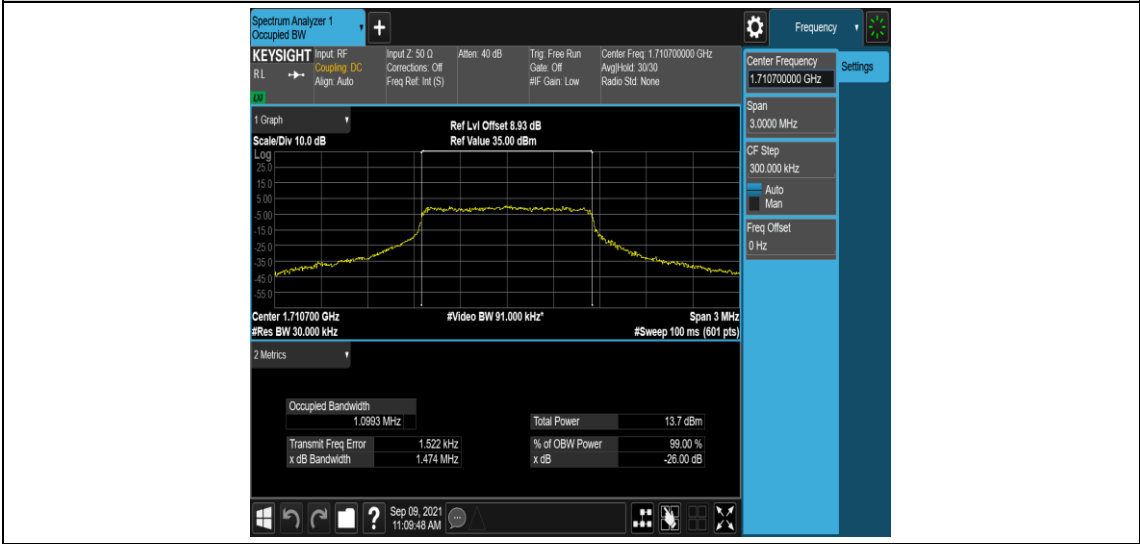 Spectrum Analyzer 1
Occupied BW
+
Frequency
KEYSIGHT
RL
Input: RF
Coupling: DC
Align: Auto
Input Z: 50 Ω
Corrections: Off
Freq Ref: Int (S)
Atten: 40 dB
Trig: Free Run
Gate: Off
#IF Gain: Low
Center Freq: 1.710700000 GHz
Avg|Hold: 30/30
Radio Std: None
Center Frequency
1.710700000 GHz
Settings
Span
3.0000 MHz
CF Step
300.000 kHz
Auto
Man
Freq Offset
0 Hz
1 Graph
Scale/Div 10.0 dB
Ref Lvl Offset 8.93 dB
Ref Value 35.00 dBm
Log
25.0
15.0
5.00
-5.00
-15.0
-25.0
-35.0
-45.0
-55.0
Center 1.710700 GHz
#Video BW 91.000 kHz*
Span 3 MHz
#Res BW 30.000 kHz
#Sweep 100 ms (601 pts)
2 Metrics
Occupied Bandwidth
1.0993 MHz
Total Power 13.7 dBm
Transmit Freq Error 1.522 kHz
% of OBW Power 99.00 %
x dB Bandwidth 1.474 MHz
x dB -26.00 dB
?
Sep 09, 2021
11:09:48 AM